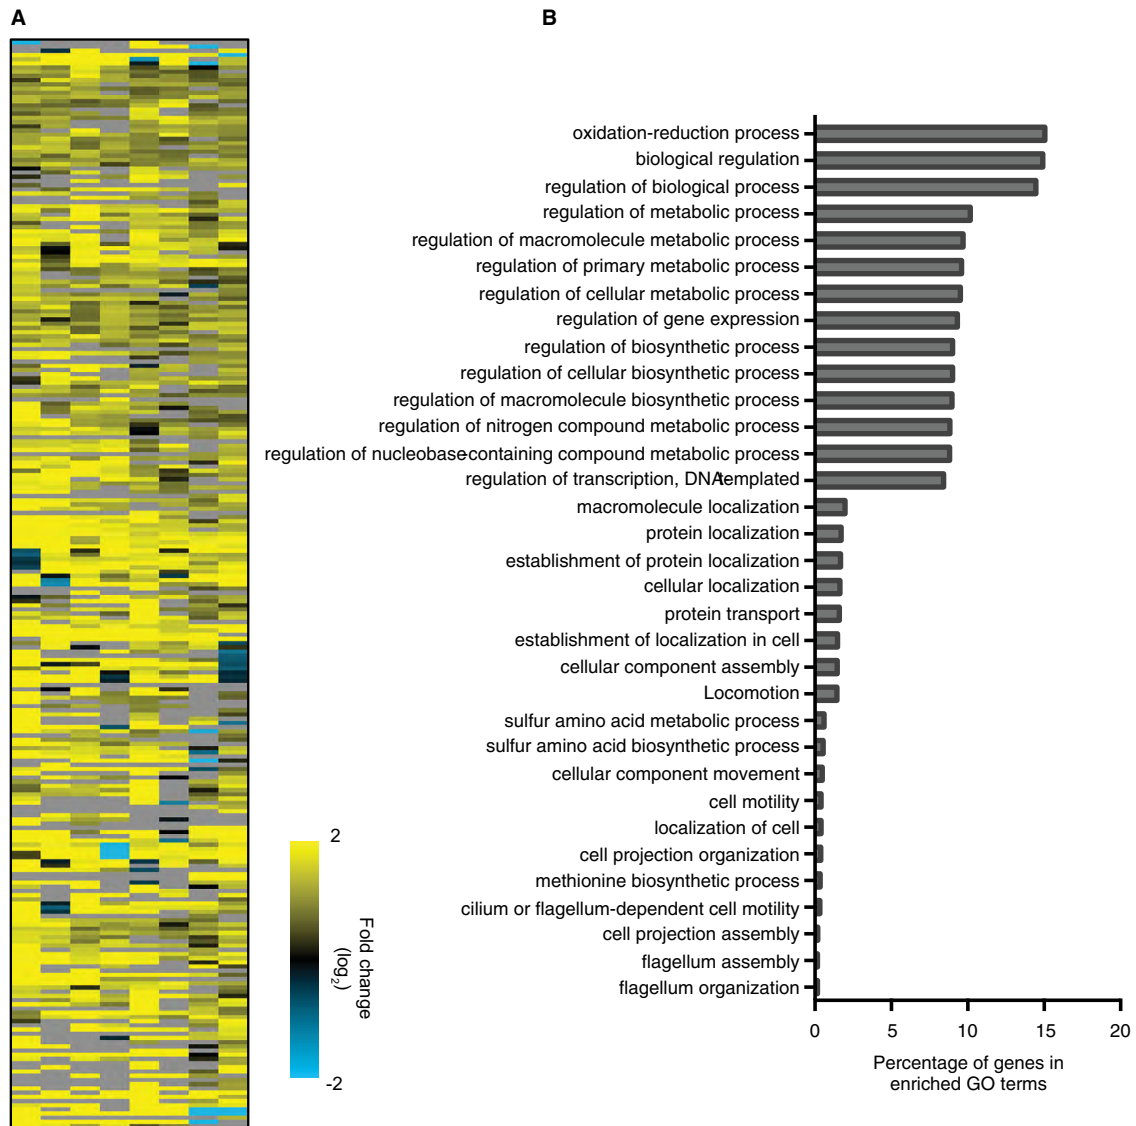 A
B
oxidation-reduction process
biological regulation
regulation of biological process
regulation of metabolic process
regulation of macromolecule metabolic process
regulation of primary metabolic process
regulation of cellular metabolic process
regulation of gene expression
regulation of biosynthetic process
regulation of cellular biosynthetic process
regulation of macromolecule biosynthetic process
regulation of nitrogen compound metabolic process
regulation of nucleobase-containing compound metabolic process
regulation of transcription, DNA-templated
macromolecule localization
protein localization
establishment of protein localization
cellular localization
protein transport
establishment of localization in cell
cellular component assembly
Locomotion
sulfur amino acid metabolic process
sulfur amino acid biosynthetic process
cellular component movement
cell motility
localization of cell
cell projection organization
methionine biosynthetic process
cilium or flagellum-dependent cell motility
cell projection assembly
flagellum assembly
flagellum organization
0 5 10 15 20
Percentage of genes in
enriched GO terms
2
-2
Fold change
(log2)